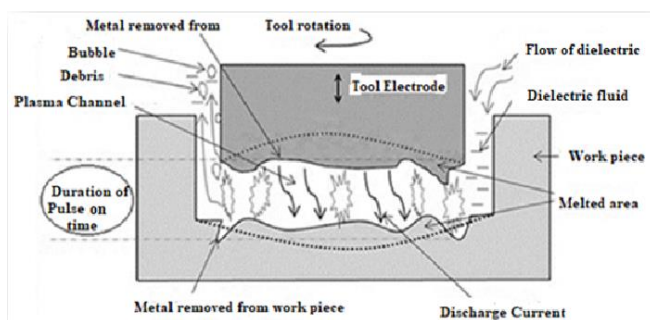 Metal removed from
Tool rotation
Bubble
Debris
Plasma Channel
Flow of dielectric
Tool Electrode
Dielectric fluid
Work piece
Duration of
Pulse on
time
Melted area
Metal removed from work piece
Discharge Current